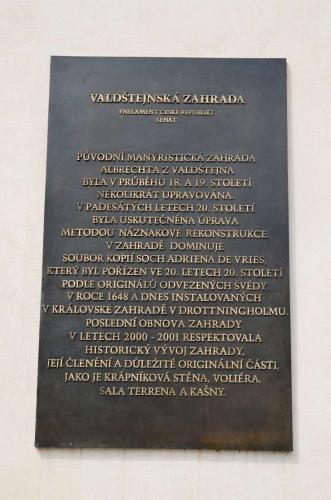 VALDŠTEJNSKÁ ZAHRADA
PARLAMENT ČESKÉ REPUBLIKY
SENÁT
PŮVODNÍ MANYRISTICKÁ ZAHRADA
ALBRECHTA Z VALDŠTEJNA
BYLA V PRŮBĚHU 18. A 19. STOLETÍ
NĚKOLIKRÁT UPRAVOVÁNA.
V PADESÁTÝCH LETECH 20. STOLETÍ
BYLA USKUTEČNĚNA ÚPRAVA
METODOU NÁZNAKOVÉ REKONSTRUKCE.
V ZAHRADĚ DOMINUJE
SOUBOR KOPIÍ SOCH ADRIENA DE VRIES,
KTERÝ BYL POŘÍZEN VE 20. LETECH 20. STOLETÍ
PODLE ORIGINÁLŮ ODVEZENÝCH ŠVÉDY
V ROCE 1648 A DNES INSTALOVANÝCH
V KRÁLOVSKÉ ZAHRADĚ V DROTTNINGHOLMU.
POSLEDNÍ OBNOVA ZAHRADY
V LETECH 2000 - 2001 RESPEKTOVALA
HISTORICKÝ VÝVOJ ZAHRADY,
JEJÍ ČLENĚNÍ A DŮLEŽITÉ ORIGINÁLNÍ ČÁSTI,
JAKO JE KRÁPNÍKOVÁ STĚNA, VOLIÉRA,
SALA TERRENA A KAŠNY.